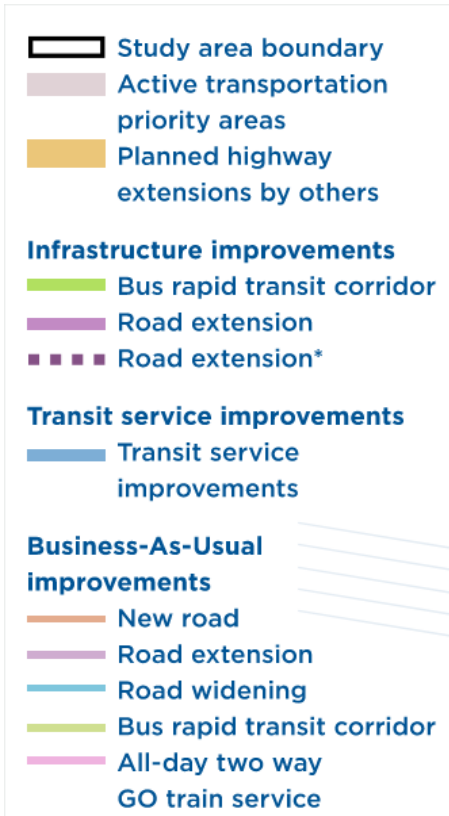 Study area boundary
Active transportation
priority areas
Planned highway
extensions by others
Infrastructure improvements
Bus rapid transit corridor
Road extension
Road extension*
Transit service improvements
Transit service
improvements
Business-As-Usual
improvements
New road
Road extension
Road widening
Bus rapid transit corridor
All-day two way
GO train service